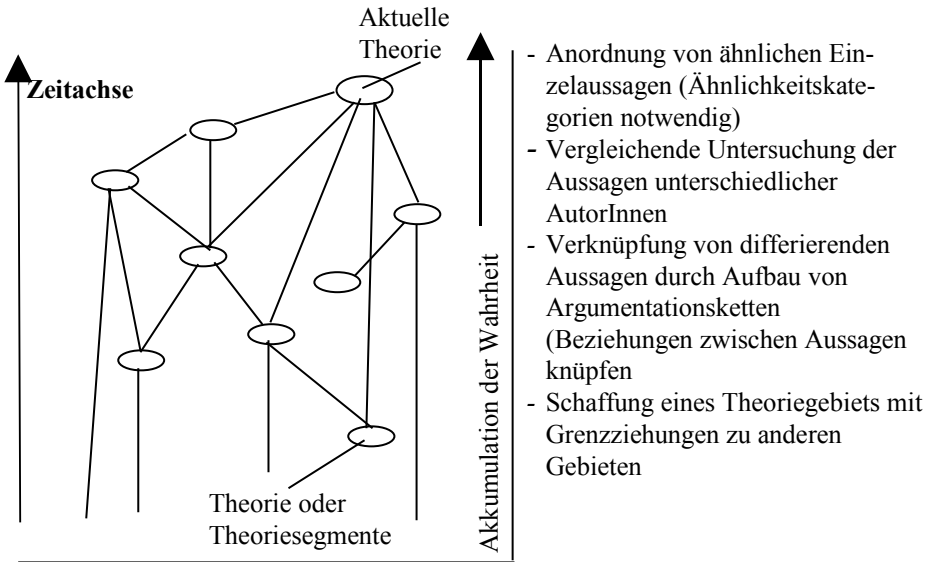 Aktuelle
Theorie
Zeitachse
Theorie oder
Theoriesegmente
Akkumulation der Wahrheit
- Anordnung von ähnlichen Ein-
zelaussagen (Ähnlichkeitskate-
gorien notwendig)
- Vergleichende Untersuchung der
Aussagen unterschiedlicher
AutorInnen
- Verknüpfung von differierenden
Aussagen durch Aufbau von
Argumentationsketten
(Beziehungen zwischen Aussagen
knüpfen
- Schaffung eines Theoriegebiets mit
Grenzziehungen zu anderen
Gebieten